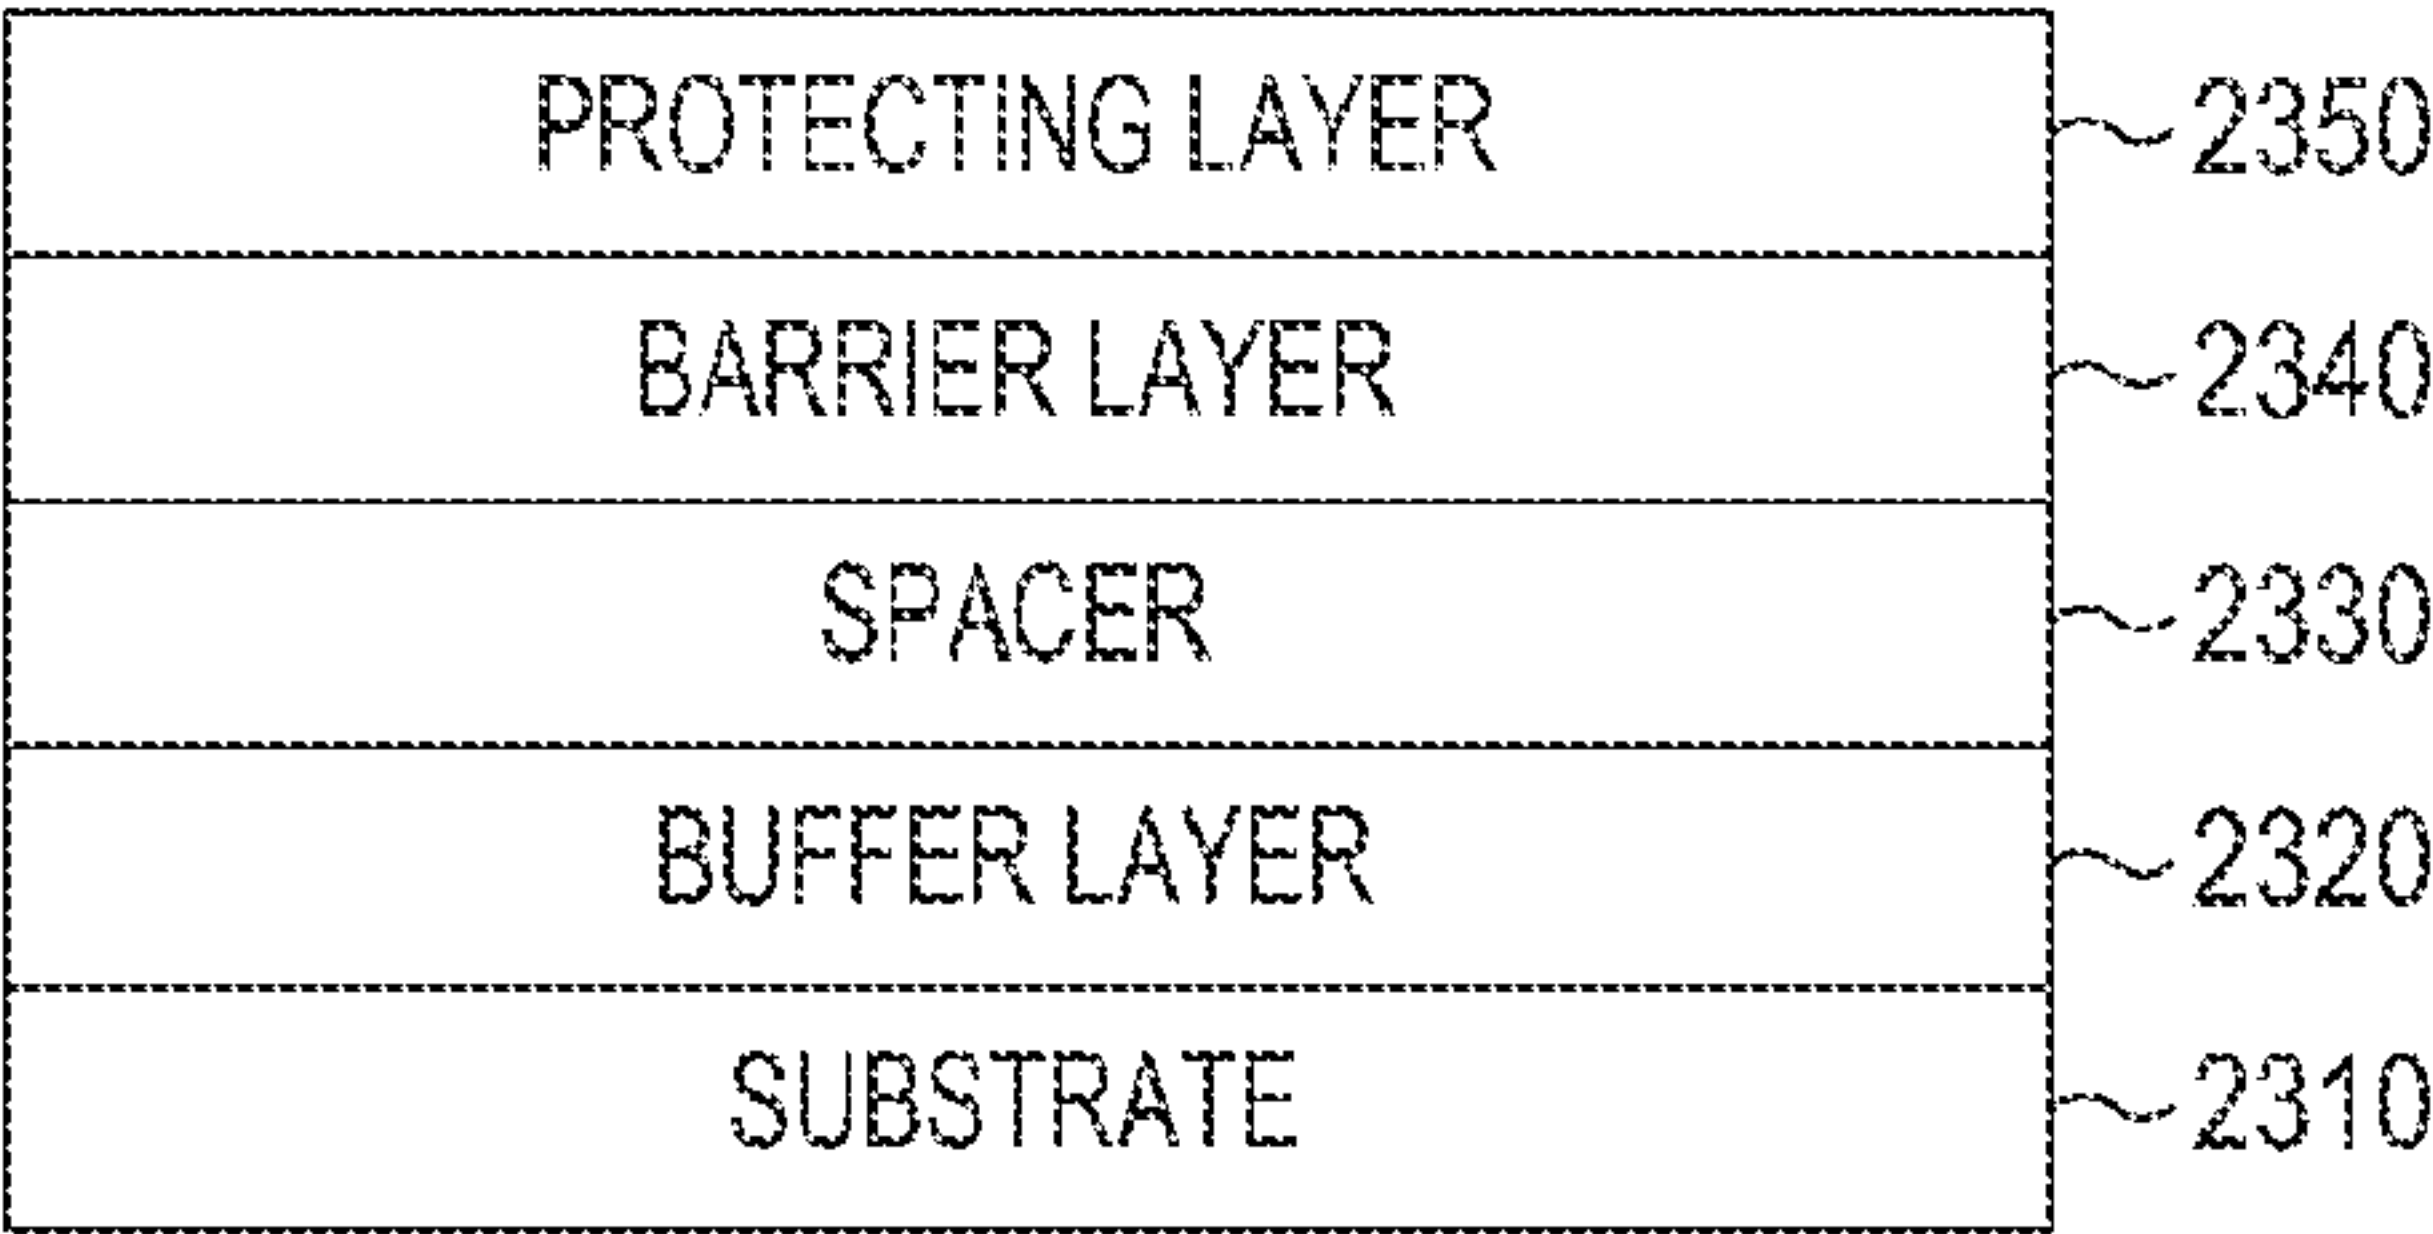 PROTECTING LAYER 2350
BARRIER LAYER 2340
SPACER 2330
BUFFER LAYER 2320
SUBSTRATE 2310